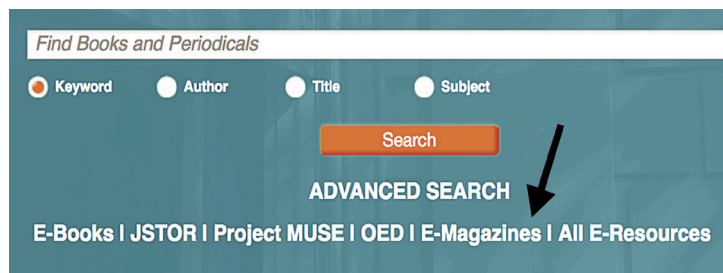 Find Books and Periodicals
Keyword Author Title Subject
Search
ADVANCED SEARCH
E-Books | JSTOR | Project MUSE | OED | E-Magazines | All E-Resources